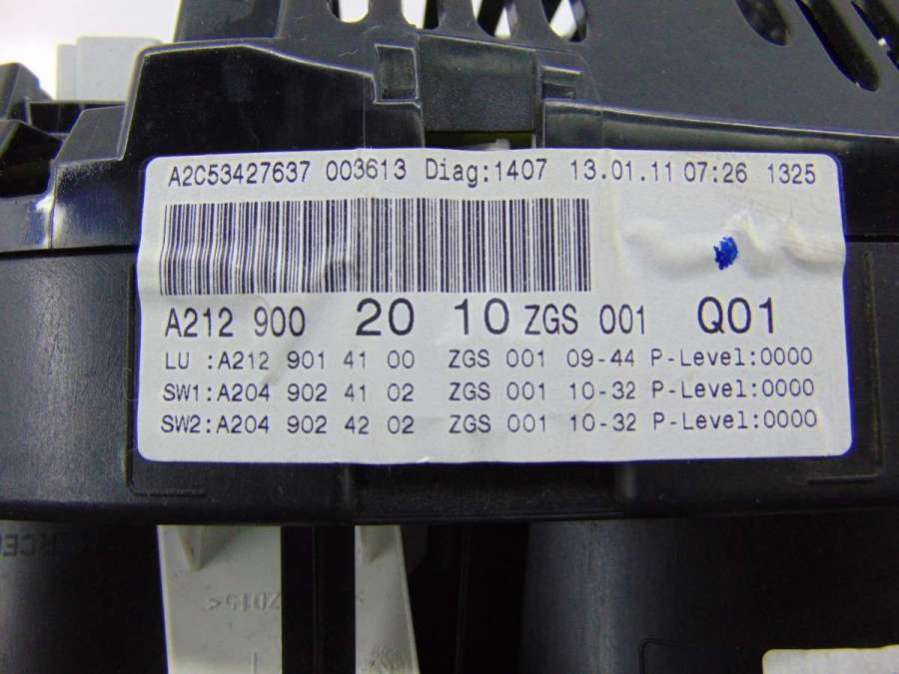 A2C53427637 003613 Diag:1407 13.01.11 07:26 1325
A212 900 20 10 ZGS 001 Q01
LU :A212 901 41 00 ZGS 001 09-44 P-Level:0000
SW1:A204 902 41 02 ZGS 001 10-32 P-Level:0000
SW2:A204 902 42 02 ZGS 001 10-32 P-Level:0000